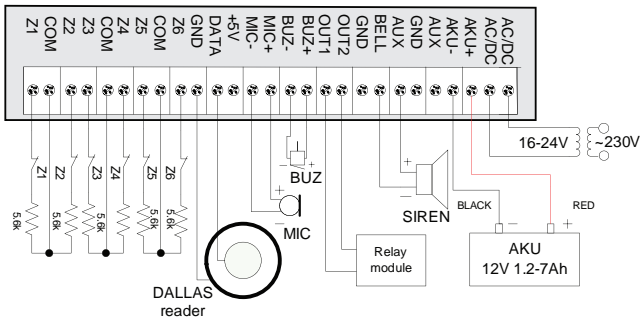 Z1
COM
Z2
Z3
COM
Z4
Z5
COM
Z6
GND
DATA
+5V
MIC-
MIC+
BUZ-
BUZ+
OUT1
OUT2
GND
BELL
AUX
GND
AUX
AKU-
AKU+
AC/DC
AC/DC
16-24V
~230V
Z1
Z2
Z3
Z4
Z5
Z6
5.6k
5.6k
5.6k
5.6k
5.6k
5.6k
- +
BUZ
+
-
MIC
+
-
SIREN
BLACK
RED
- +
AKU
12V 1.2-7Ah
Relay
module
DALLAS
reader